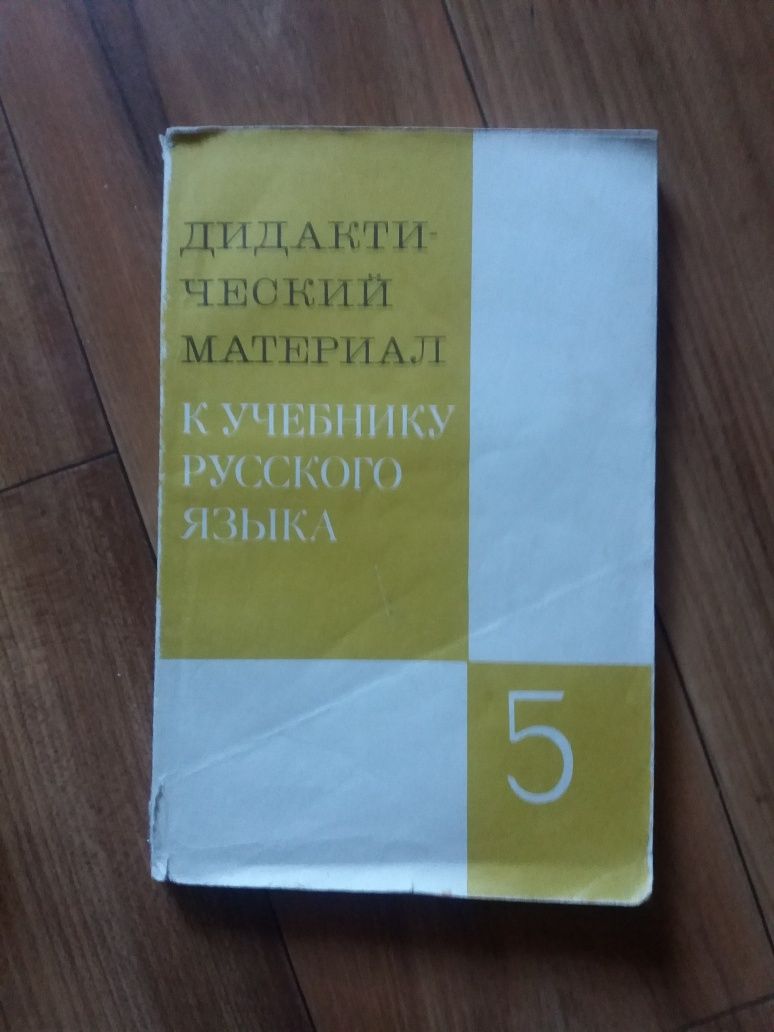 ДИДАКТИ-
ЧЕСКИЙ
МАТЕРИАЛ
К УЧЕБНИКУ
РУССКОГО
ЯЗЫКА
5